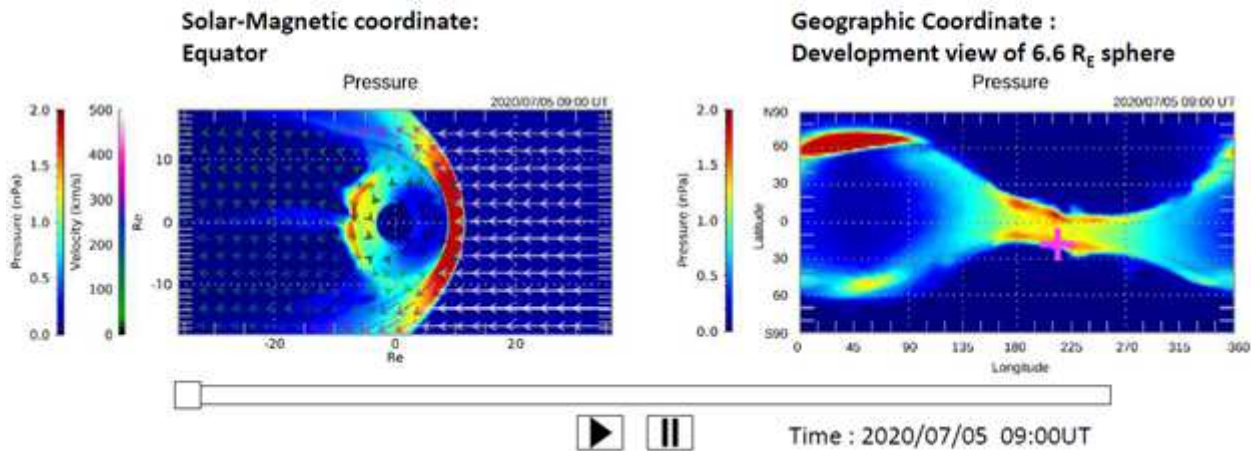 Solar-Magnetic coordinate:
Equator
Pressure
2020/07/05 09:00 UT
2.0
1.5
1.0
0.5
0.0
Pressure (nPa)
500
400
300
200
100
0
Velocity (km/s)
Re
10
0
-10
-20
0
20
Re
Geographic Coordinate :
Development view of 6.6 RE sphere
Pressure
2020/07/05 09:00 UT
2.0
1.5
1.0
0.5
0.0
Pressure (nPa)
Latitude
N90
60
30
0
30
60
S90
0
45
90
135
180
225
270
315
360
Longitude
Time : 2020/07/05 09:00UT